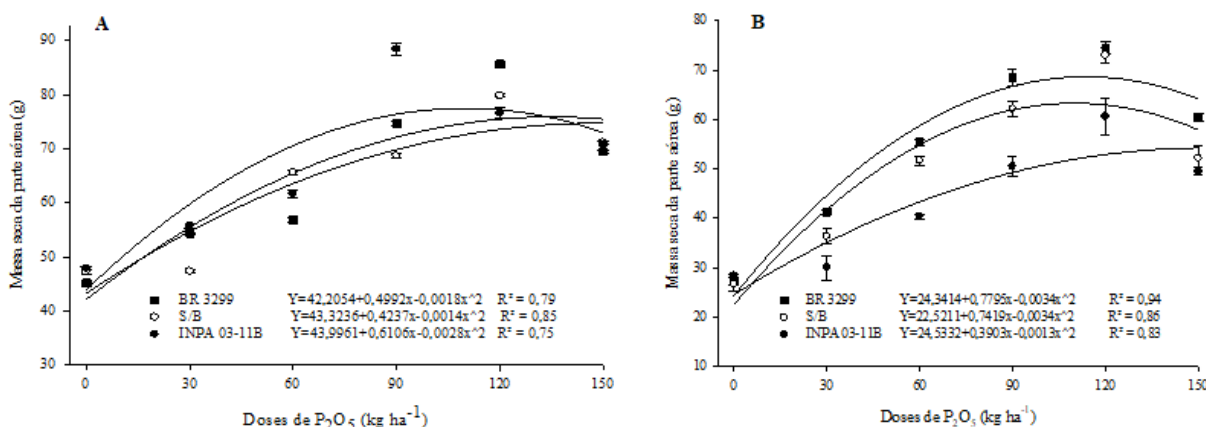 A
Massa seca da parte aérea (g)
90
80
70
60
50
40
30
0 30 60 90 120 150
BR 3299 Y=42,2054+0,4992x-0,0018x^2 R² = 0,79
S/B Y=43,3236+0,4237x-0,0014x^2 R² = 0,85
INPA 03-11B Y=43,9961+0,6106x-0,0028x^2 R² = 0,75
Doses de P2O5 (kg ha-1)
B
Massa seca da parte aérea (g)
80
70
60
50
40
30
20
10
0 30 60 90 120 150
BR 3299 Y=24,3414+0,7795x-0,0034x^2 R² = 0,94
S/B Y=22,5211+0,7419x-0,0034x^2 R² = 0,86
INPA 03-11B Y=24,5332+0,3903x-0,0013x^2 R² = 0,83
Doses de P2O5 (kg ha-1)